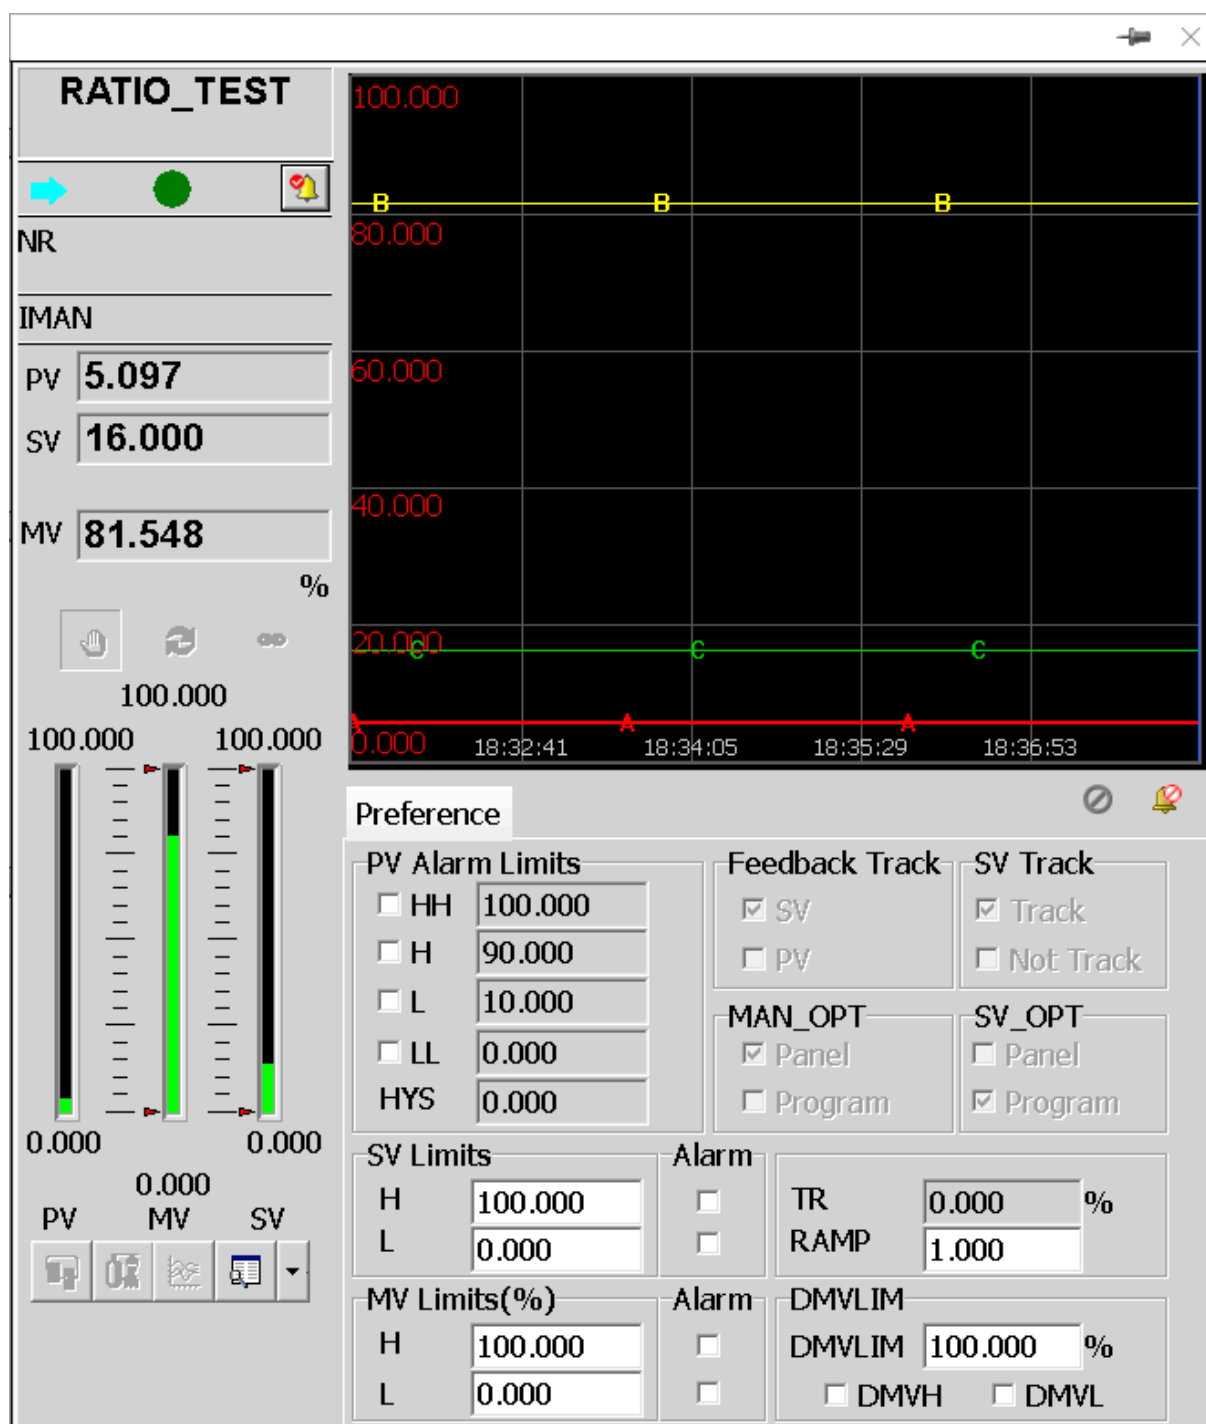 RATIO_TEST
NR
IMAN
PV 5.097
SV 16.000
MV 81.548
%
100.000
100.000 100.000
0.000 0.000
0.000
PV MV SV
100.000
B B B
80.000
60.000
40.000
20.000
C C C
A A A
0.000 18:32:41 18:34:05 18:35:29 18:36:53
Preference
PV Alarm Limits
HH 100.000
H 90.000
L 10.000
LL 0.000
HYS 0.000
Feedback Track
SV
PV
SV Track
Track
Not Track
MAN_OPT
Panel
Program
SV_OPT
Panel
Program
SV Limits Alarm
H 100.000
L 0.000
TR 0.000 %
RAMP 1.000
MV Limits(%) Alarm
H 100.000
L 0.000
DMVLIM
DMVLIM 100.000 %
DMVH DMVL